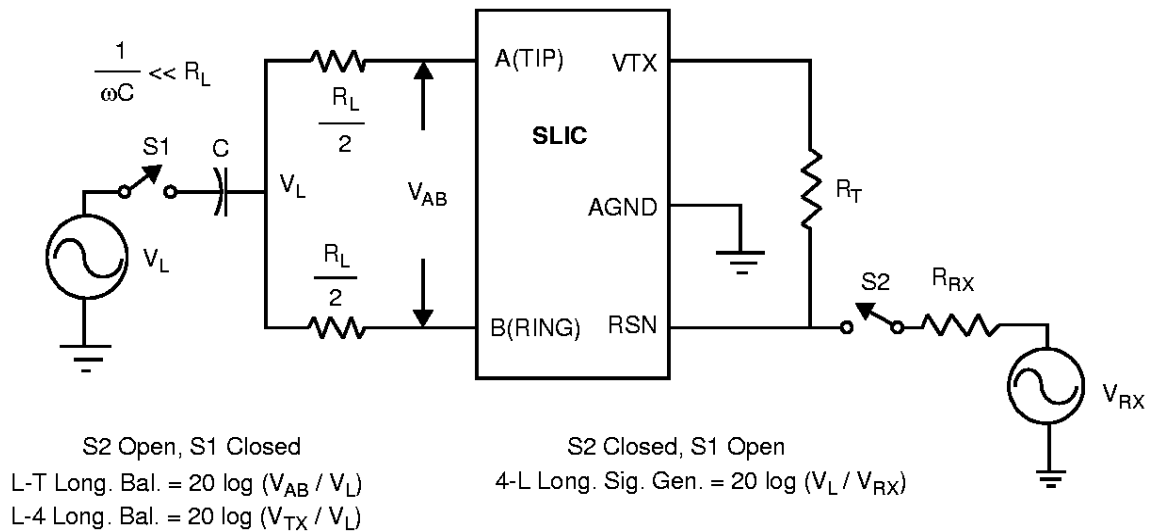 1
ωC
<< R_L
S1
C
V_L
V_L
R_L
2
V_AB
R_L
2
A(TIP)
VTX
SLIC
AGND
B(RING)
RSN
R_T
S2
R_RX
V_RX
S2 Open, S1 Closed
L-T Long. Bal. = 20 log (V_AB / V_L)
L-4 Long. Bal. = 20 log (V_TX / V_L)
S2 Closed, S1 Open
4-L Long. Sig. Gen. = 20 log (V_L / V_RX)